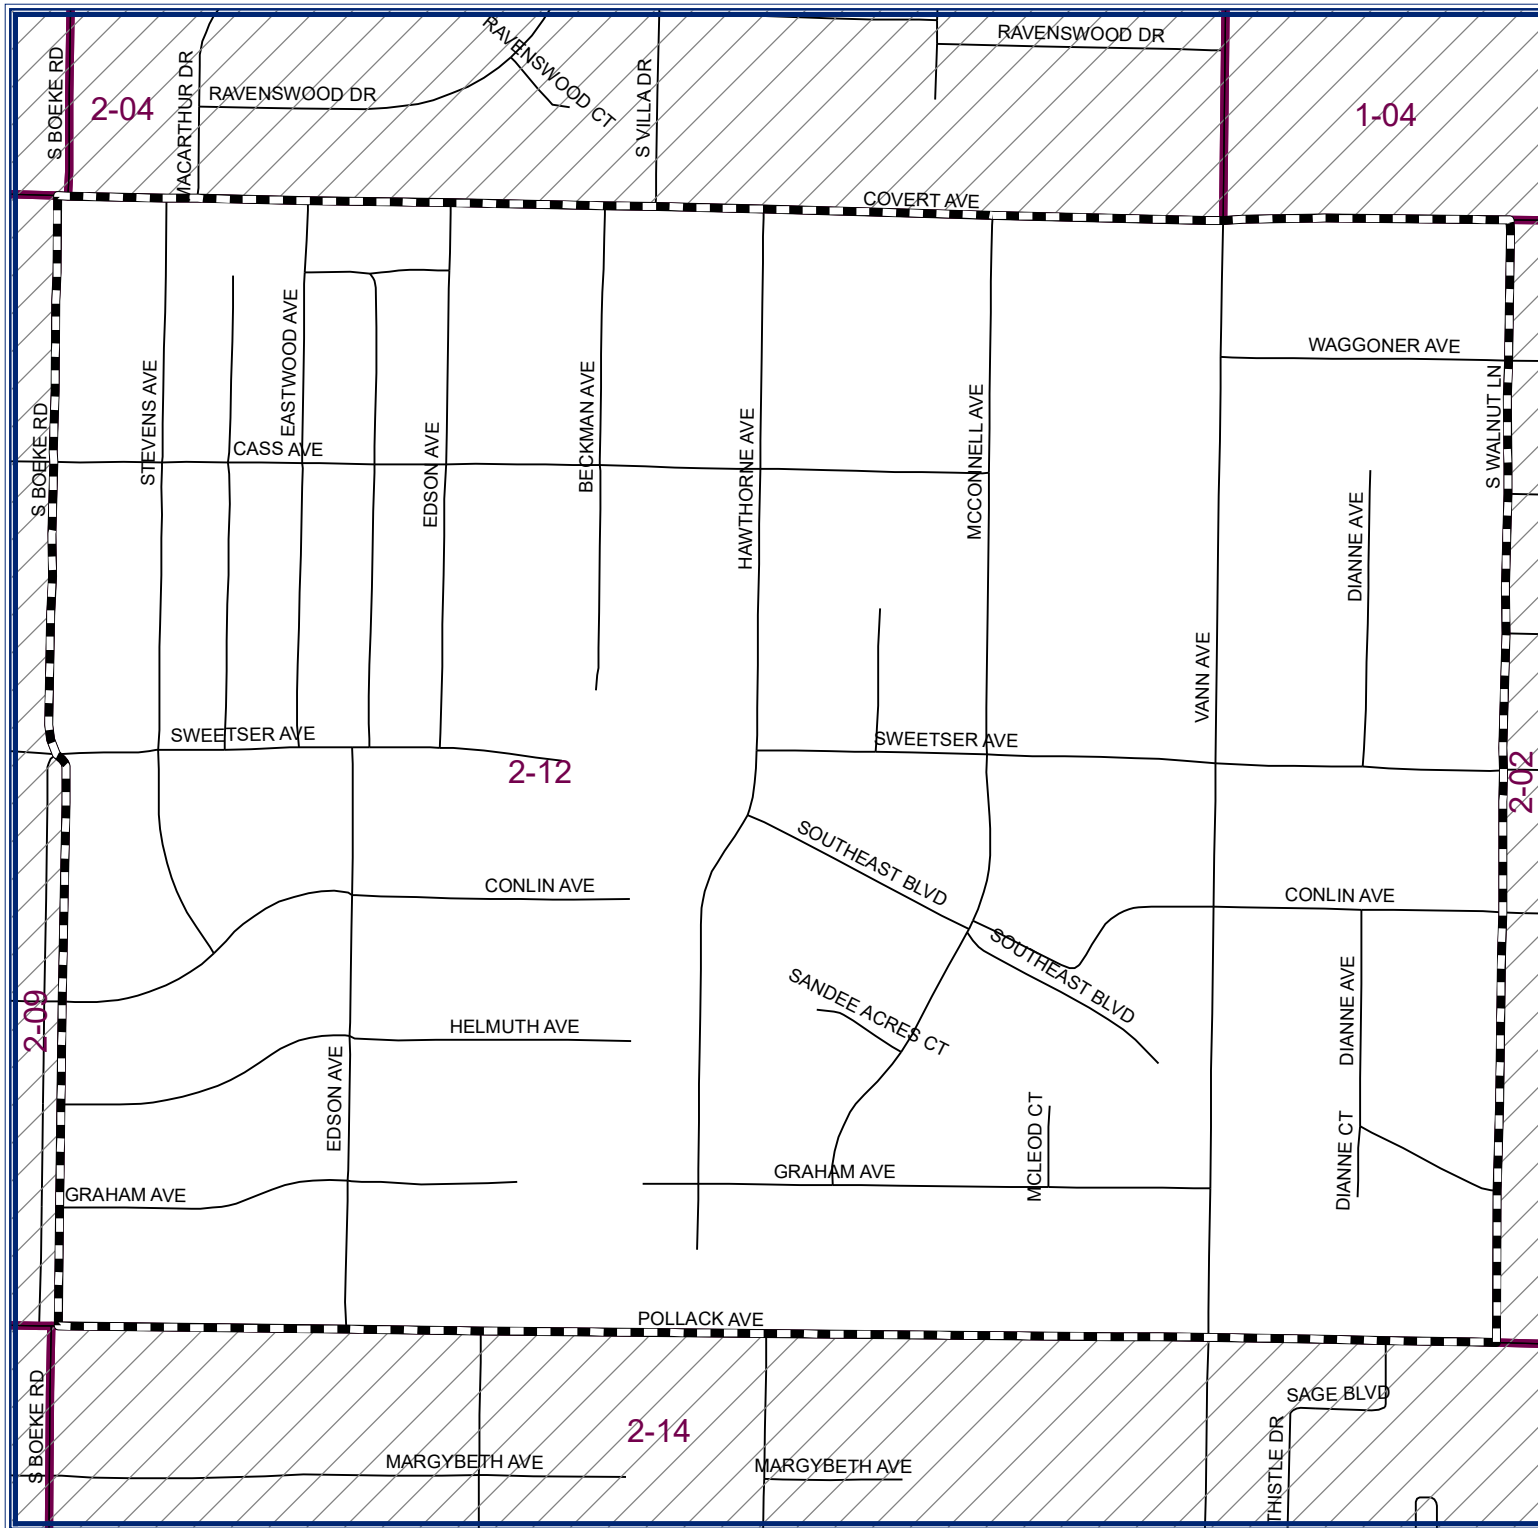 RAVENSWOOD DR
RAVENSWOOD CT
S BOEKE RD
MACARTHUR DR
S VILLA DR
RAVENSWOOD DR
2-04
1-04
COVERT AVE
WAGGONER AVE
EASTWOOD AVE
STEVENS AVE
BECKMAN AVE
S WALNUT LN
MCCONNELL AVE
S BOEKE RD
HAWTHORNE AVE
EDSON AVE
CASS AVE
DIANNE AVE
VANN AVE
SWEETSER AVE
SWEETSER AVE
2-12
2-02
SOUTHEAST BLVD
CONLIN AVE
CONLIN AVE
SOUTHEAST BLVD
DIANNE AVE
SANDEE ACRES CT
2-09
HELMUTH AVE
EDSON AVE
MCLEOD CT
DIANNE CT
GRAHAM AVE
GRAHAM AVE
POLLACK AVE
S BOEKE RD
SAGE BLVD
2-14
THISTLE DR
MARGYBETH AVE
MARGYBETH AVE